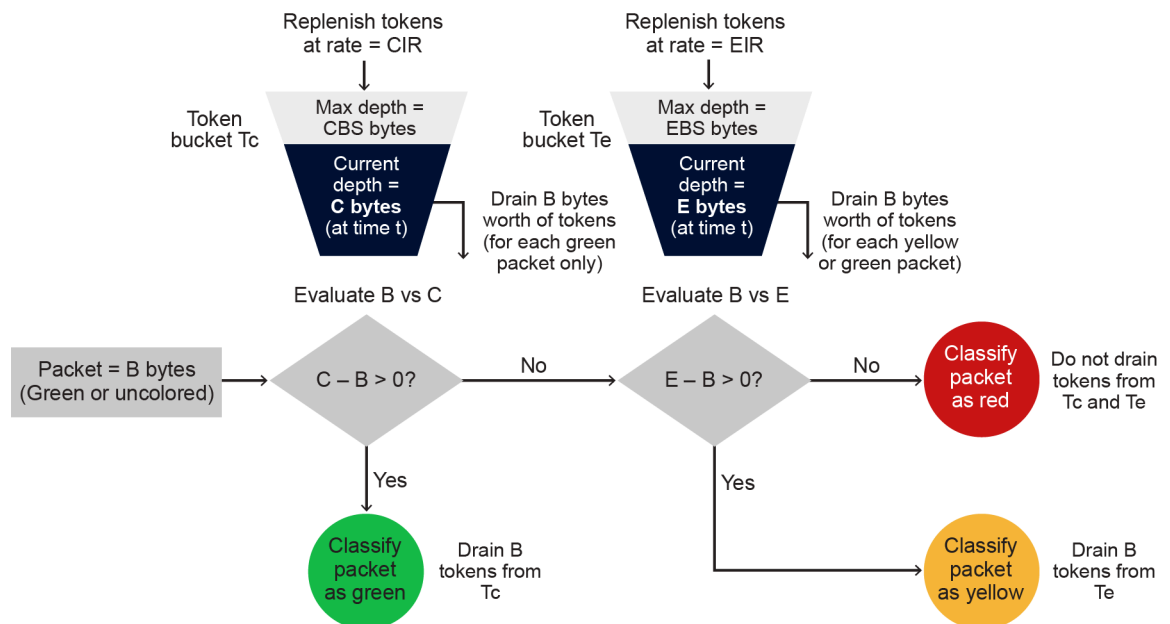 Replenish tokens
at rate = CIR
Replenish tokens
at rate = EIR
Token
bucket Tc
Max depth =
CBS bytes
Current
depth =
C bytes
(at time t)
Drain B bytes
worth of tokens
(for each green
packet only)
Token
bucket Te
Max depth =
EBS bytes
Current
depth =
E bytes
(at time t)
Drain B bytes
worth of tokens
(for each yellow
or green packet)
Evaluate B vs C
Evaluate B vs E
Packet = B bytes
(Green or uncolored)
C – B > 0?
No
E – B > 0?
No
Classify
packet
as red
Do not drain
tokens from
Tc and Te
Yes
Yes
Classify
packet
as green
Drain B
tokens from
Tc
Classify
packet
as yellow
Drain B
tokens from
Te